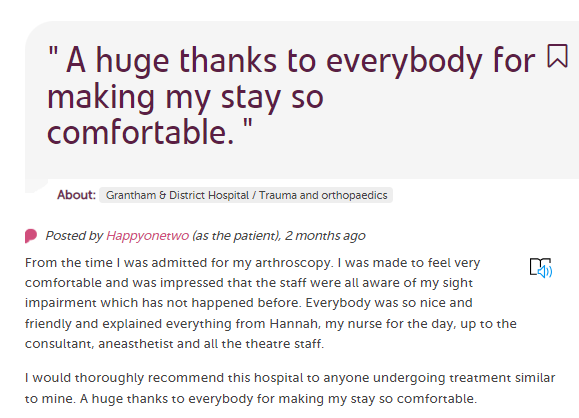 " A huge thanks to everybody for
making my stay so
comfortable. "
About: Grantham & District Hospital / Trauma and orthopaedics
Posted by Happyonetwo (as the patient), 2 months ago
From the time I was admitted for my arthroscopy. I was made to feel very
comfortable and was impressed that the staff were all aware of my sight
impairment which has not happened before. Everybody was so nice and
friendly and explained everything from Hannah, my nurse for the day, up to the
consultant, aneasthetist and all the theatre staff.
I would thoroughly recommend this hospital to anyone undergoing treatment similar
to mine. A huge thanks to everybody for making my stay so comfortable.